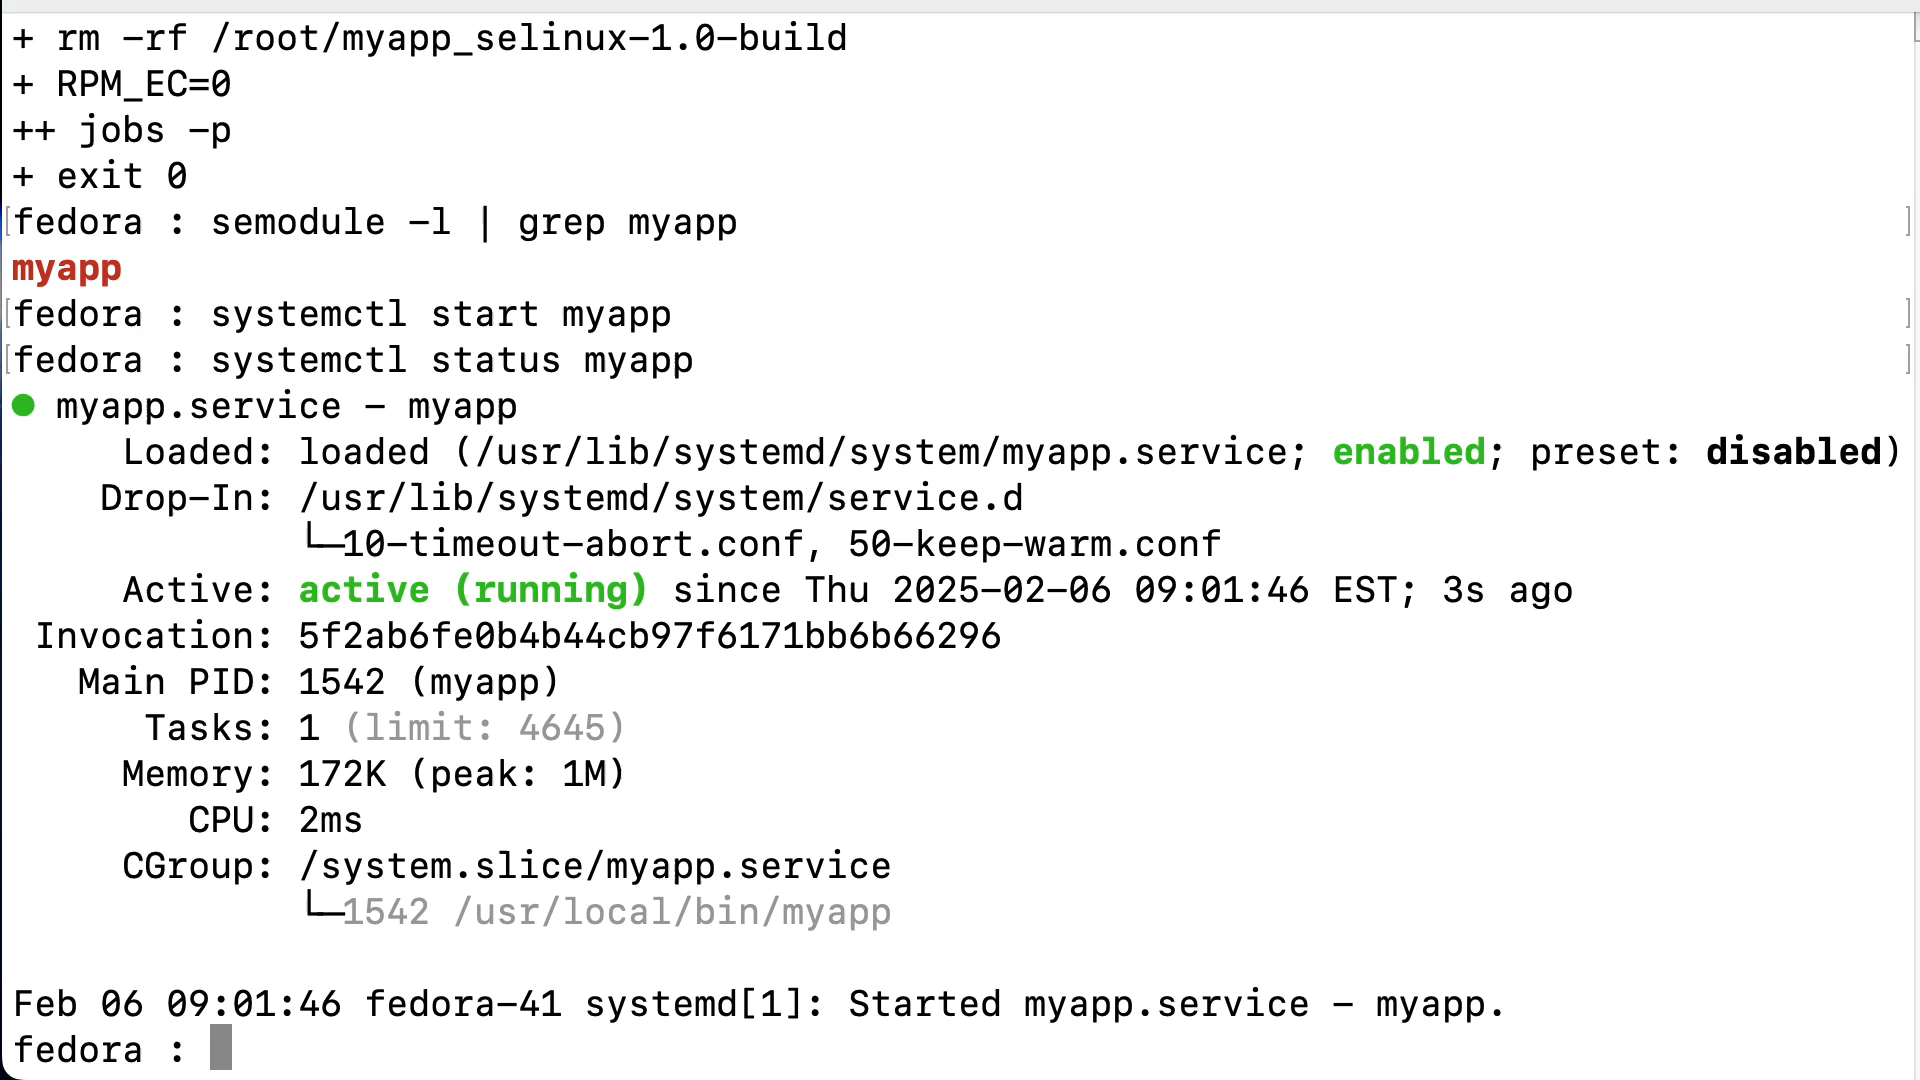 + rm -rf /root/myapp_selinux-1.0-build
+ RPM_EC=0
++ jobs -p
+ exit 0
[fedora : semodule -l | grep myapp ]
myapp
[fedora : systemctl start myapp ]
[fedora : systemctl status myapp ]
● myapp.service - myapp
     Loaded: loaded (/usr/lib/systemd/system/myapp.service; enabled; preset: disabled)
    Drop-In: /usr/lib/systemd/system/service.d
             └─10-timeout-abort.conf, 50-keep-warm.conf
     Active: active (running) since Thu 2025-02-06 09:01:46 EST; 3s ago
 Invocation: 5f2ab6fe0b4b44cb97f6171bb6b66296
   Main PID: 1542 (myapp)
      Tasks: 1 (limit: 4645)
     Memory: 172K (peak: 1M)
        CPU: 2ms
     CGroup: /system.slice/myapp.service
             └─1542 /usr/local/bin/myapp
Feb 06 09:01:46 fedora-41 systemd[1]: Started myapp.service - myapp.
fedora :